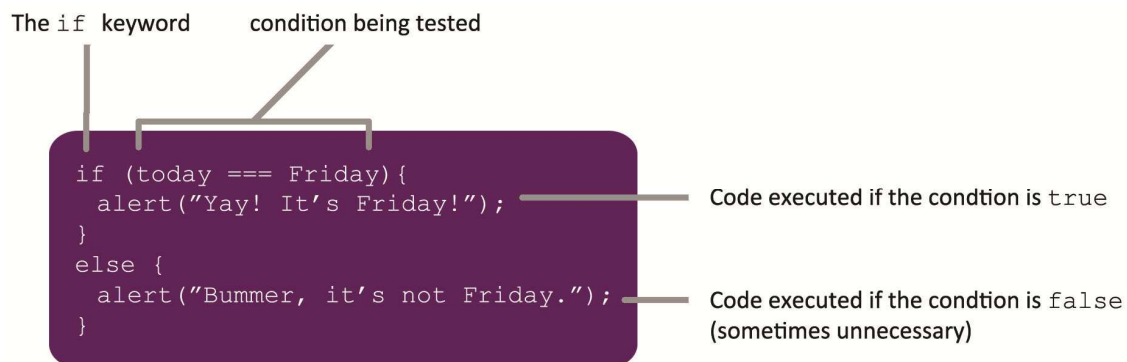 The if keyword condition being tested
if (today === Friday){
alert(”Yay! It’s Friday!”);
Code executed if the condtion is true
}
else {
alert(”Bummer, it’s not Friday.”);
Code executed if the condtion is false
(sometimes unnecessary)
}